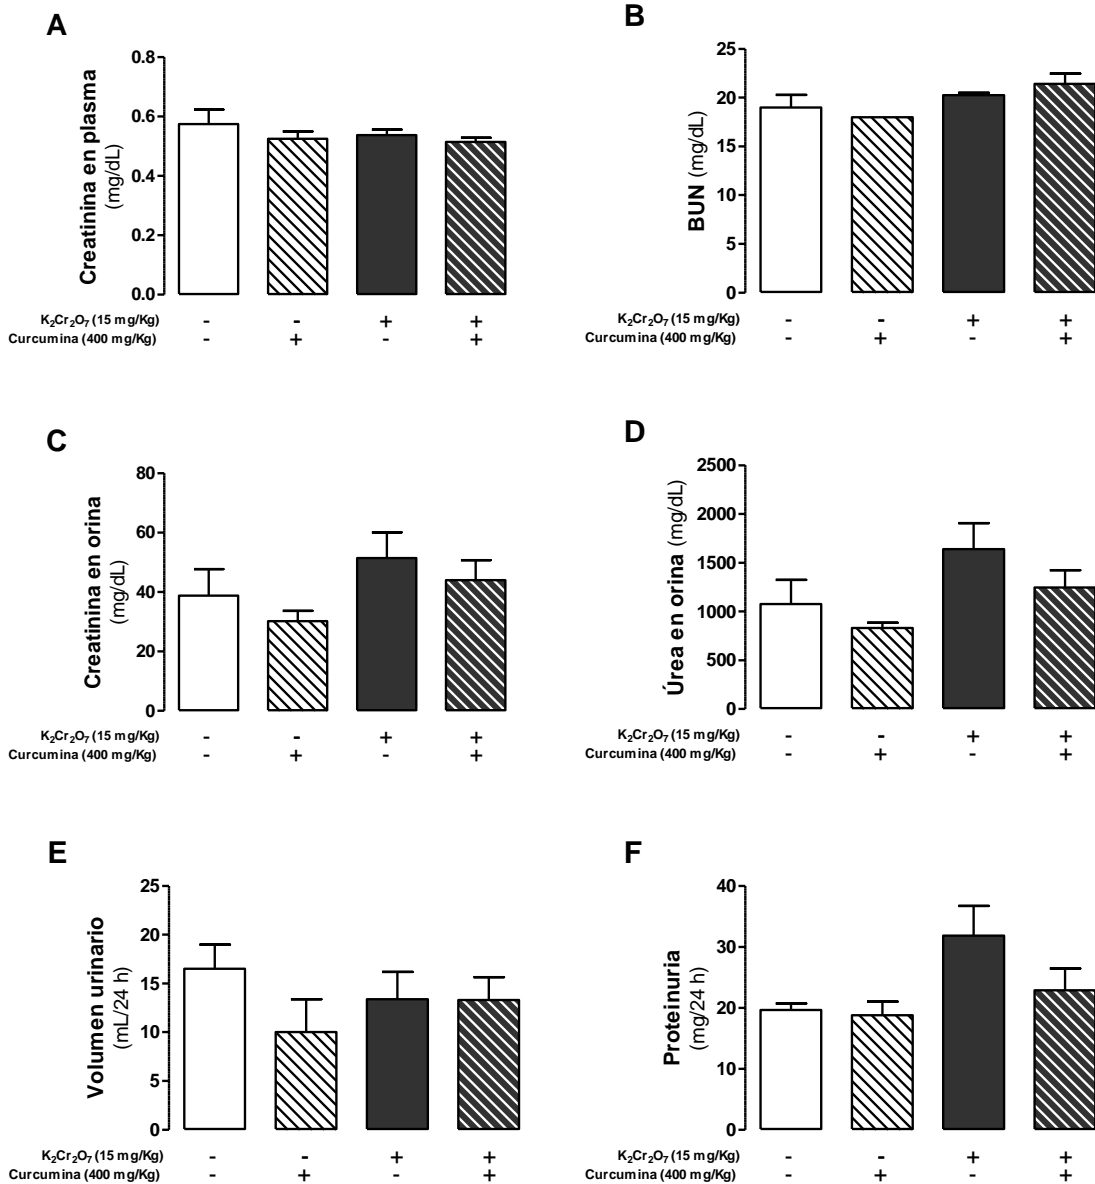 A
Creatinina en plasma
(mg/dL)
0.8
0.6
0.4
0.2
0.0
K₂Cr₂O₇ (15 mg/Kg) - - + +
Curcumina (400 mg/Kg) - + - +
B
BUN (mg/dL)
25
20
15
10
5
0
K₂Cr₂O₇ (15 mg/Kg) - - + +
Curcumina (400 mg/Kg) - + - +
C
Creatinina en orina
(mg/dL)
80
60
40
20
0
K₂Cr₂O₇ (15 mg/Kg) - - + +
Curcumina (400 mg/Kg) - + - +
D
Úrea en orina (mg/dL)
2500
2000
1500
1000
500
0
K₂Cr₂O₇ (15 mg/Kg) - - + +
Curcumina (400 mg/Kg) - + - +
E
Volumen urinario
(mL/24 h)
25
20
15
10
5
0
K₂Cr₂O₇ (15 mg/Kg) - - + +
Curcumina (400 mg/Kg) - + - +
F
Proteinuria
(mg/24 h)
40
30
20
10
0
K₂Cr₂O₇ (15 mg/Kg) - - + +
Curcumina (400 mg/Kg) - + - +